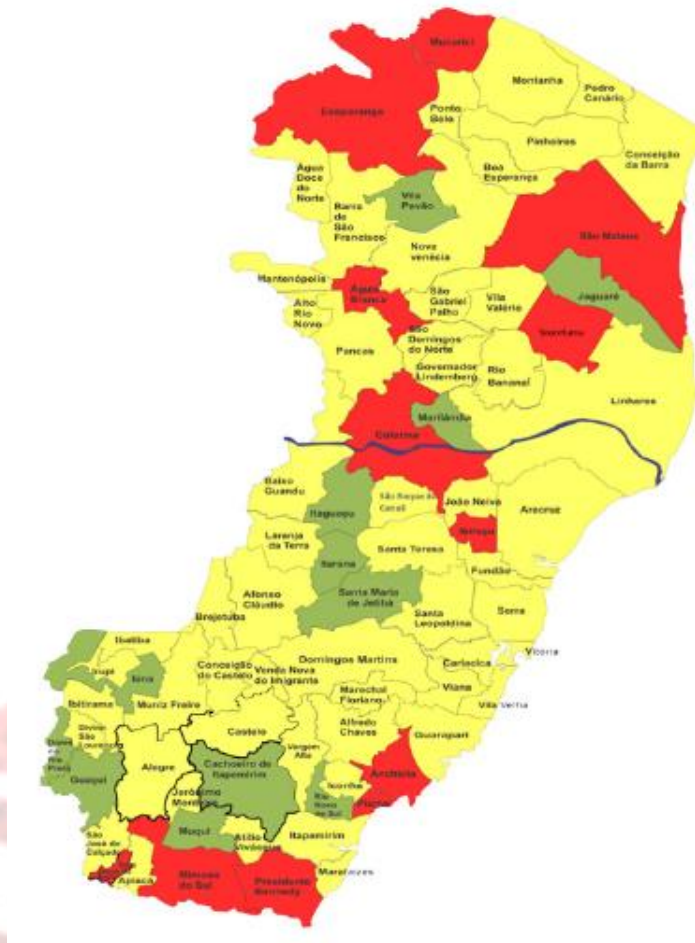 Mucurici
Montanha
Pedro
Canário
Ecoporanga
Ponto
Belo
Pinheiros
Conceição
da Barra
Boa
Esperança
Água
Doce
do
Norte
Vila
Pavão
Barra
de
São
Francisco
Nova
venécia
São Mateus
Mantenópolis
Águia
Branca
São
Gabriel
Palha
Vila
Valério
Jaguaré
Alto
Rio
Novo
São
Domingos
do Norte
Sooretama
Pancas
Governador
Lindemberg
Rio
Bananal
Linhares
Marilândia
Colatina
Baixo
Guandu
São Roque do
Canaã
João Neiva
Aracruz
Itaguaçu
Ibiraçu
Laranja
da Terra
Santa Teresa
Itarana
Fundão
Afonso
Cláudio
Santa Maria
de Jetibá
Santa
Leopoldina
Serra
Brejetuba
Ibatiba
Vitória
Irupi
Iúna
Conceição
do Castelo
Venda Nova
do Imigrante
Domingos Martins
Cariacica
Viana
Vila Velha
Ibitirama
Muniz Freire
Marechal
Floriano
Castelo
Alfredo
Chaves
Guarapari
Divino
São
Lourenço
Vargem
Alta
Guaçuí
Alegre
Cachoeiro de
Itapemirim
Anchieta
Iconha
Jerônimo
Monteiro
Rio
Novo
do Sul
Piúma
São
José do
Calçado
Muqui
Atílio
Vivácqua
Itapemirim
Apiacá
Mimoso
do Sul
Presidente
Kennedy
Marataízes